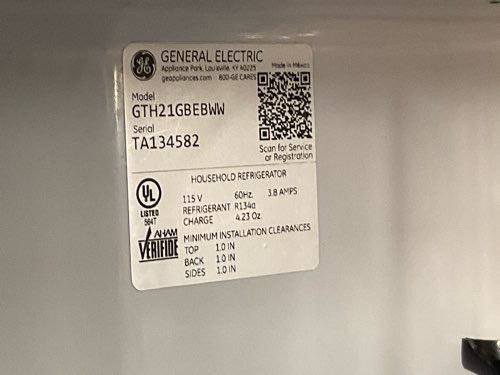 GE
GENERAL ELECTRIC
Appliance Park, Louisville, KY 40225
geappliances.com 800-GE CARES
Made in México
Model
GTH21GBEBWW
Serial
TA134582
Scan for Service
or Registration
HOUSEHOLD REFRIGERATOR
115 V 60Hz. 3.8 AMPS
REFRIGERANT R134a
CHARGE 4.23 Oz.
UL
LISTED
564T
AHAM
VERIFIDE
MINIMUM INSTALLATION CLEARANCES
TOP 1.0 IN
BACK 1.0 IN
SIDES 1.0 IN